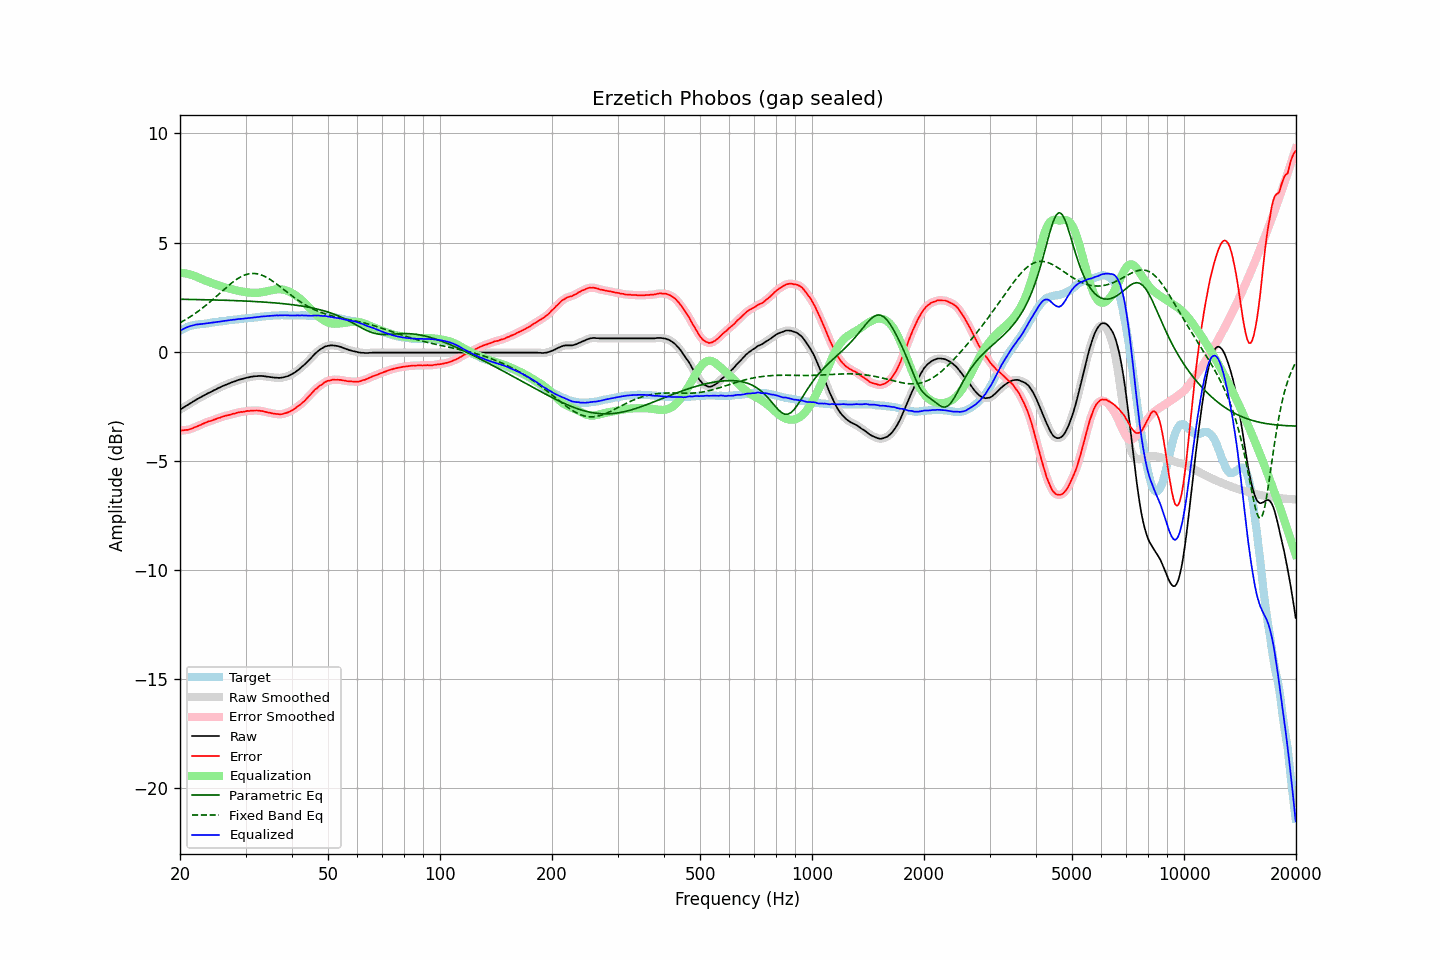 Erzetich Phobos (gap sealed)
10
5
0
−5
−10
−15
−20
Amplitude (dBr)
Target
Raw Smoothed
Error Smoothed
Raw
Error
Equalization
Parametric Eq
Fixed Band Eq
Equalized
20 50 100 200 500 1000 2000 5000 10000 20000
Frequency (Hz)